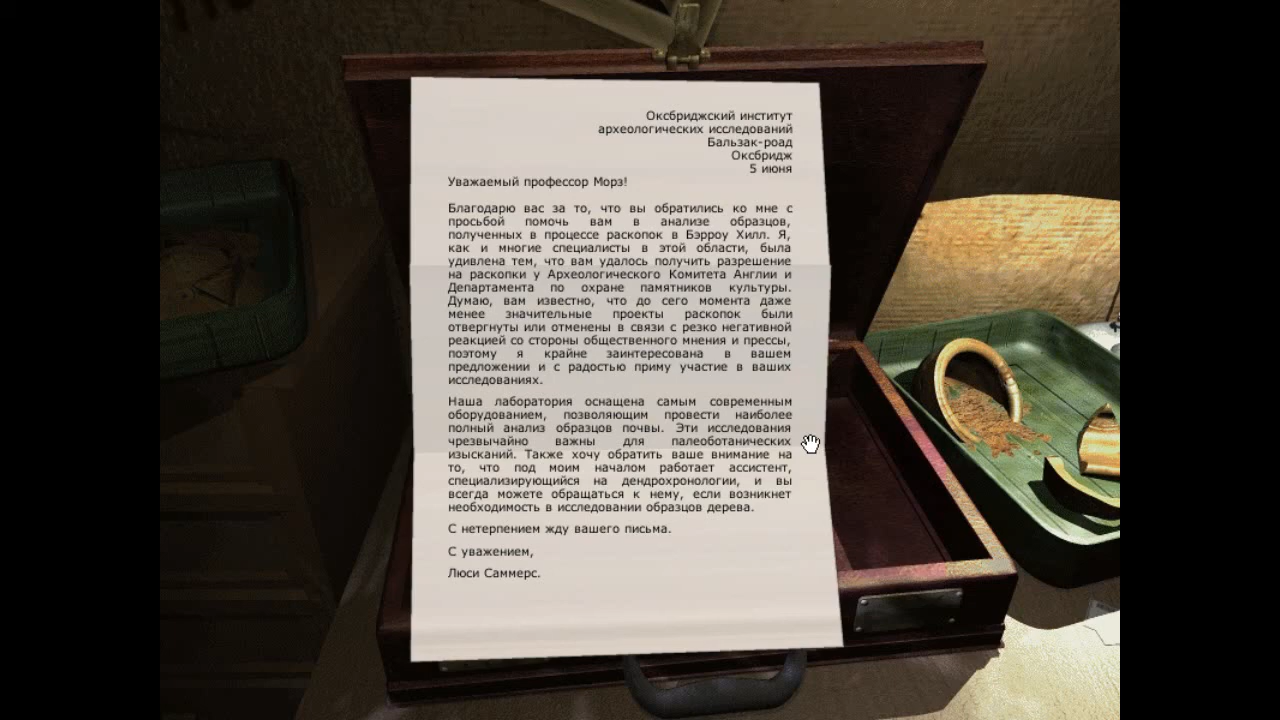 Оксбриджский институт
археологических исследований
Бальзак-роад
Оксбридж
5 июня
Уважаемый профессор Морз!
Благодарю вас за то, что вы обратились ко мне с
просьбой помочь вам в анализе образцов,
полученных в процессе раскопок в Бэрроу Хилл. Я,
как и многие специалисты в этой области, была
удивлена тем, что вам удалось получить разрешение
на раскопки у Археологического Комитета Англии и
Департамента по охране памятников культуры.
Думаю, вам известно, что до сего момента даже
менее значительные проекты раскопок были
отвергнуты или отменены в связи с резко негативной
реакцией со стороны общественного мнения и прессы,
поэтому я крайне заинтересована в вашем
предложении и с радостью приму участие в ваших
исследованиях.
Наша лаборатория оснащена самым современным
оборудованием, позволяющим провести наиболее
полный анализ образцов почвы. Эти исследования
чрезвычайно важны для палеоботанических
изысканий. Также хочу обратить ваше внимание на
то, что под моим началом работает ассистент,
специализирующийся на дендрохронологии, и вы
всегда можете обращаться к нему, если возникнет
необходимость в исследовании образцов дерева.
С нетерпением жду вашего письма.
С уважением,
Люси Саммерс.